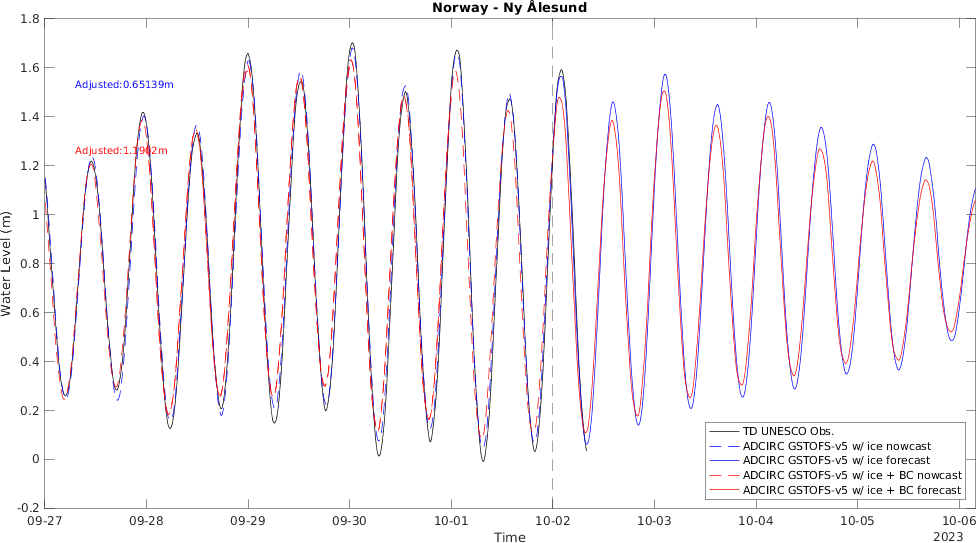 Norway - Ny Ålesund
1.8
1.6
1.4
1.2
1
0.8
0.6
0.4
0.2
0
-0.2
Water Level (m)
Adjusted:0.65139m
Adjusted:1.1902m
TD UNESCO Obs.
ADCIRC GSTOFS-v5 w/ ice nowcast
ADCIRC GSTOFS-v5 w/ ice forecast
ADCIRC GSTOFS-v5 w/ ice + BC nowcast
ADCIRC GSTOFS-v5 w/ ice + BC forecast
09-27 09-28 09-29 09-30 10-01 10-02 10-03 10-04 10-05 10-06
2023
Time